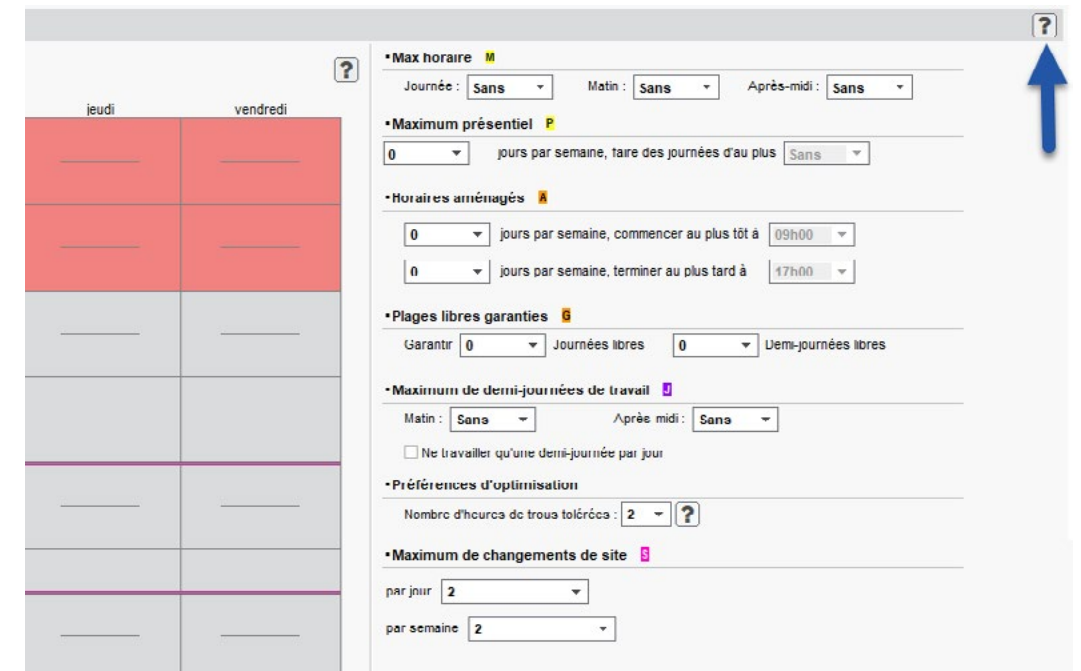 ?
?
jeudi vendredi
•Max horaire M
Journée : Sans Matin : Sans Après-midi : Sans
•Maximum présentiel P
0 jours par semaine, faire des journées d'au plus Sans
•Horaires aménagés A
0 jours par semaine, commencer au plus tôt à 09h00
0 jours par semaine, terminer au plus tard à 17h00
•Plages libres garanties G
Garantir 0 Journées libres 0 Demi-journées libres
•Maximum de demi-journées de travail J
Matin : Sans Après midi : Sans
Ne travailler qu'une demi-journée par jour
•Préférences d'optimisation
Nombre d'heures de trous tolérées : 2 ?
•Maximum de changements de site S
par jour 2
par semaine 2